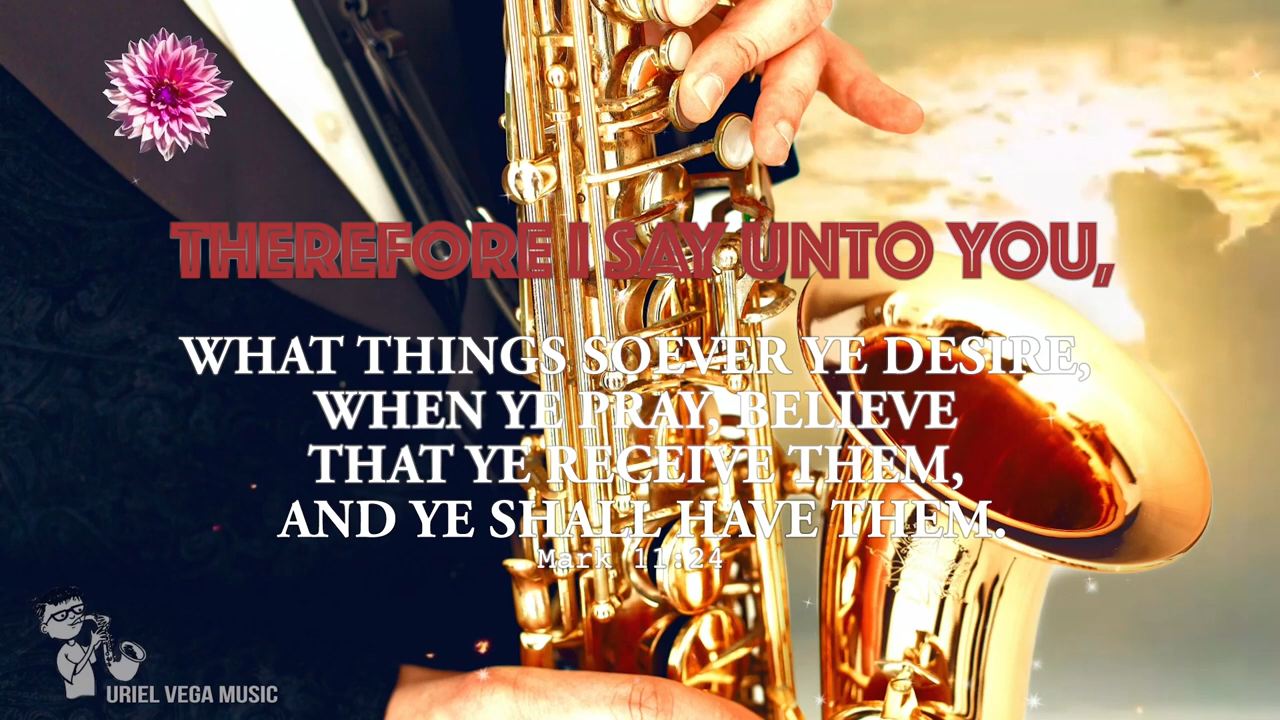 THEREFORE I SAY UNTO YOU,
WHAT THINGS SOEVER YE DESIRE,
WHEN YE PRAY, BELIEVE
THAT YE RECEIVE THEM,
AND YE SHALL HAVE THEM.
Mark 11:24
URIEL VEGA MUSIC